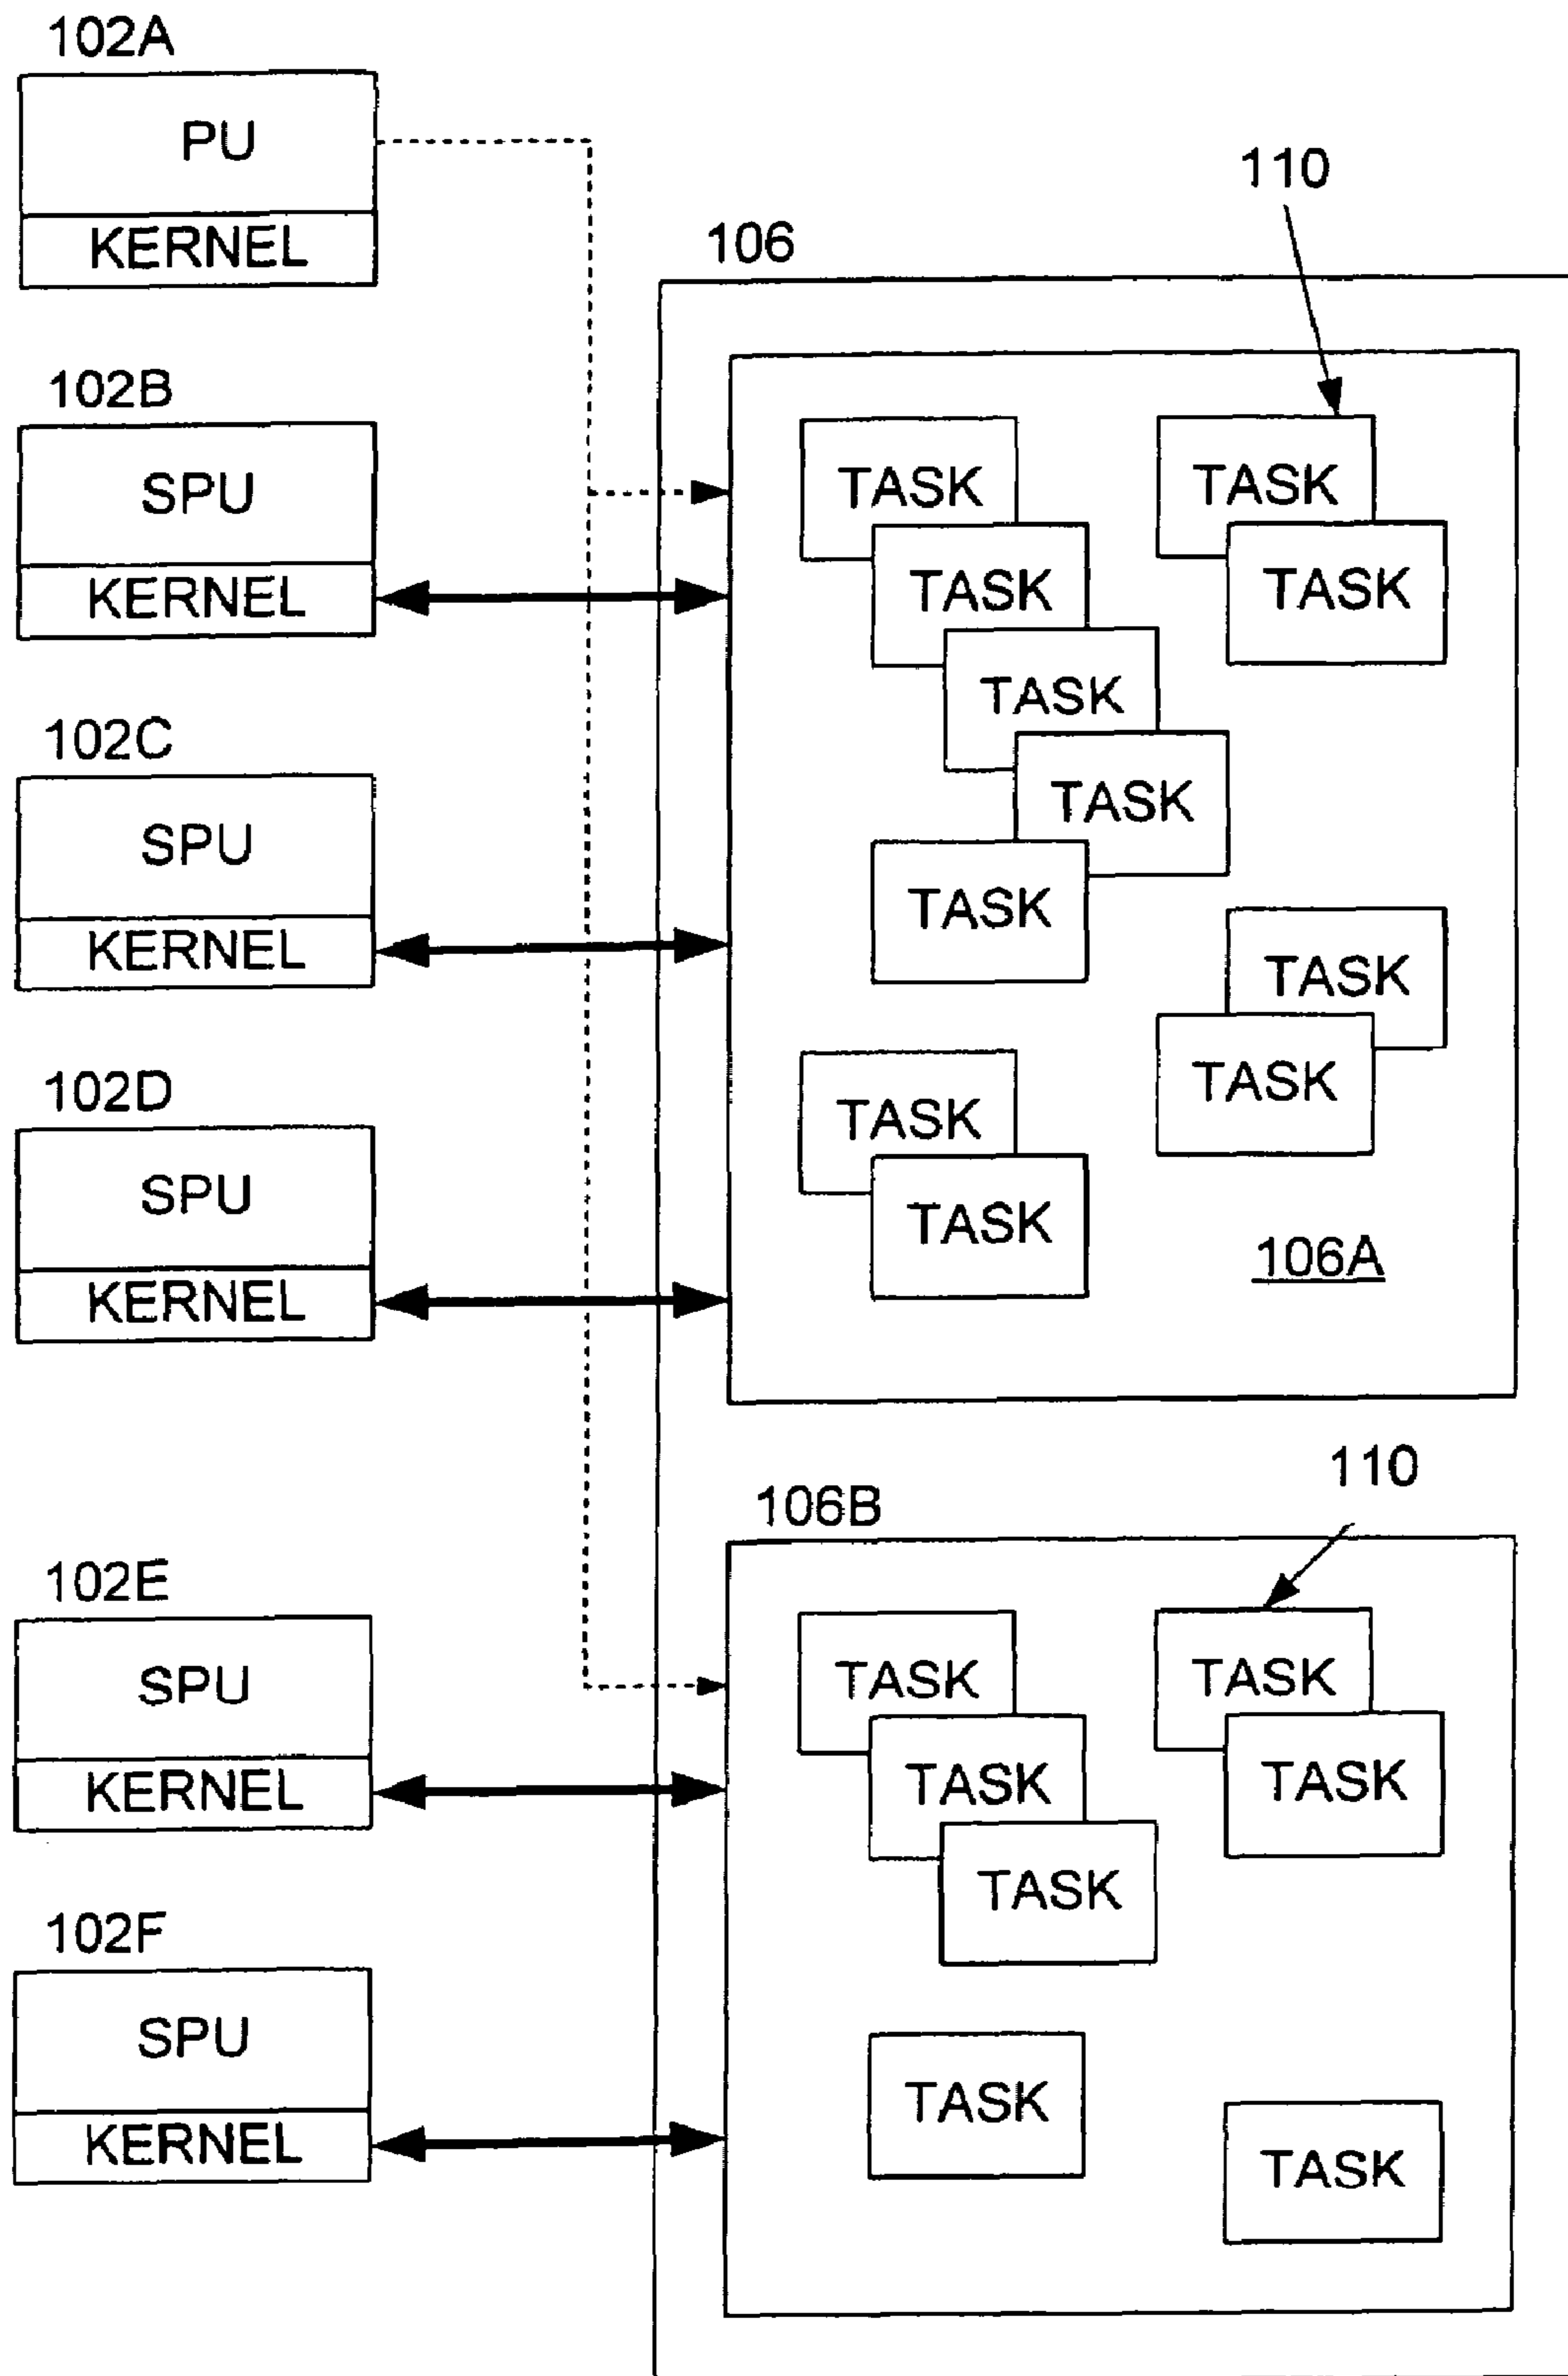 102A
PU
KERNEL
110
106
102B
SPU
KERNEL
TASK
TASK
TASK
TASK
TASK
TASK
TASK
102C
SPU
KERNEL
TASK
TASK
TASK
TASK
106A
102D
SPU
KERNEL
110
106B
102E
SPU
KERNEL
TASK
TASK
TASK
TASK
TASK
102F
SPU
KERNEL
TASK
TASK